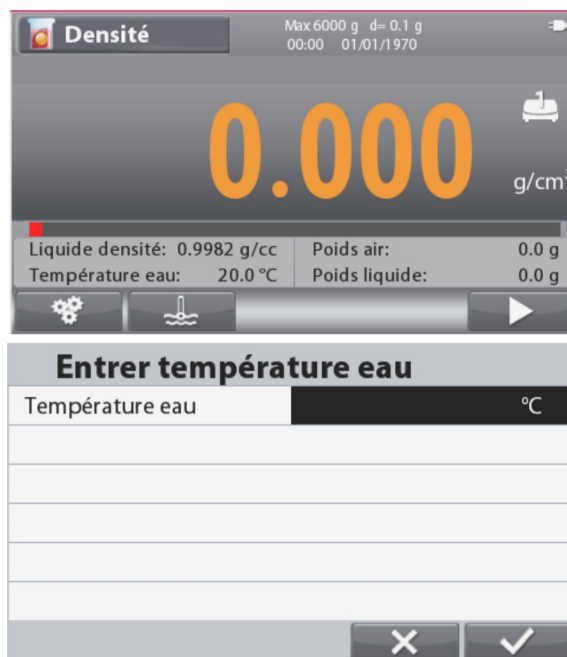 Densité
Max 6000 g d= 0.1 g
00:00 01/01/1970
0.000
g/cm³
Liquide densité: 0.9982 g/cc
Poids air: 0.0 g
Température eau: 20.0 °C
Poids liquide: 0.0 g
Entrer température eau
Température eau °C